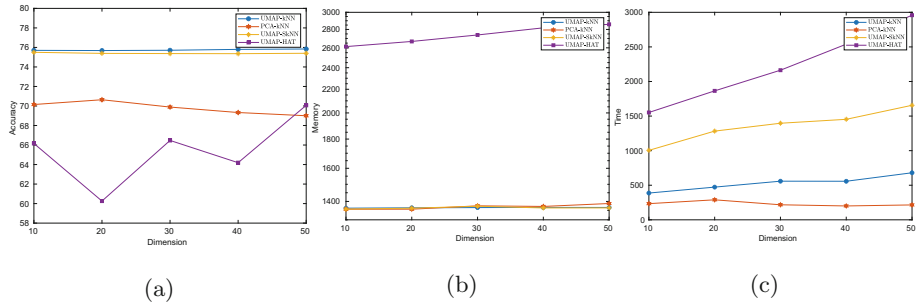 82
80
78
76
74
72
70
68
66
64
62
60
58
10
20
30
40
50
Accuracy
Dimension
UMAP-kNN
PCA-kNN
UMAP-SkNN
UMAP-HAT
(a)
3000
2800
2600
2400
2200
2000
1800
1600
1400
10
20
30
40
50
Memory
Dimension
UMAP-kNN
PCA-kNN
UMAP-SkNN
UMAP-HAT
(b)
3000
2500
2000
1500
1000
500
0
10
20
30
40
50
Time
Dimension
UMAP-kNN
PCA-kNN
UMAP-SkNN
UMAP-HAT
(c)